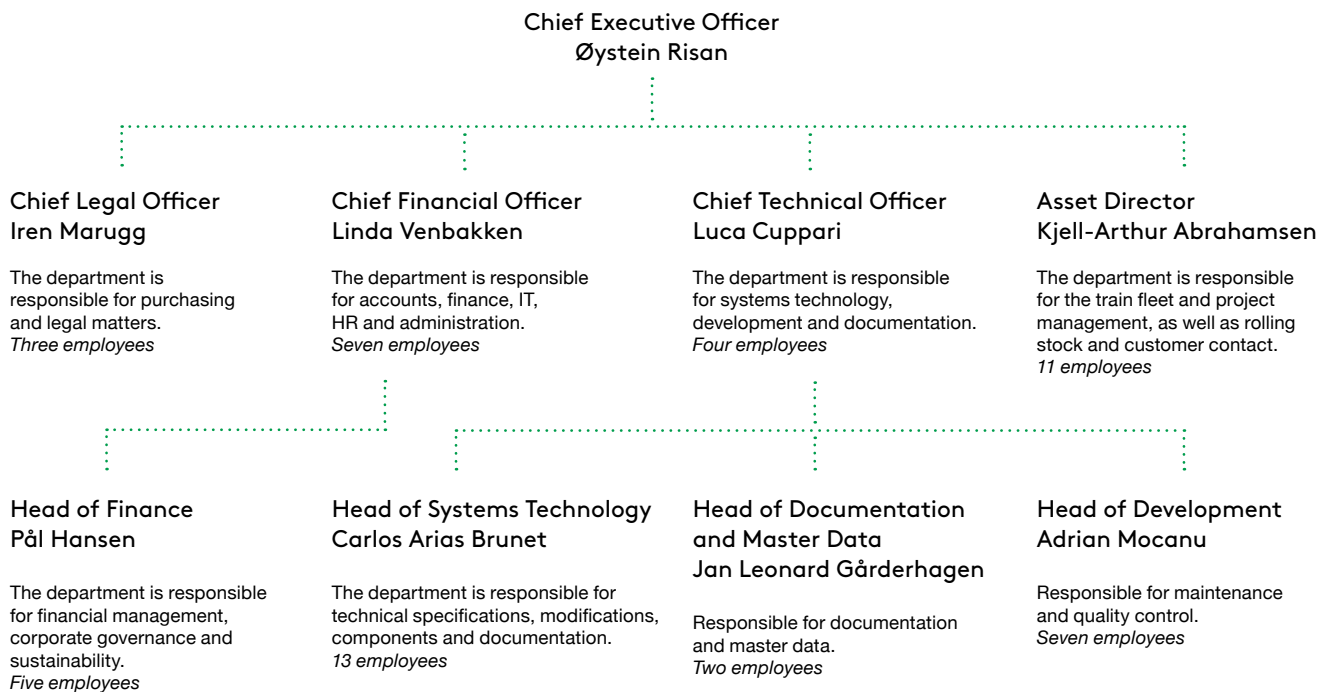 Chief Executive Officer
Øystein Risan
Chief Legal Officer
Iren Marugg
The department is
responsible for purchasing
and legal matters.
Three employees
Chief Financial Officer
Linda Venbakken
The department is responsible
for accounts, finance, IT,
HR and administration.
Seven employees
Chief Technical Officer
Luca Cuppari
The department is responsible
for systems technology,
development and documentation.
Four employees
Asset Director
Kjell-Arthur Abrahamsen
The department is responsible
for the train fleet and project
management, as well as rolling
stock and customer contact.
11 employees
Head of Finance
Pål Hansen
The department is responsible
for financial management,
corporate governance and
sustainability.
Five employees
Head of Systems Technology
Carlos Arias Brunet
The department is responsible for
technical specifications, modifications,
components and documentation.
13 employees
Head of Documentation
and Master Data
Jan Leonard Gårderhagen
Responsible for documentation
and master data.
Two employees
Head of Development
Adrian Mocanu
Responsible for maintenance
and quality control.
Seven employees